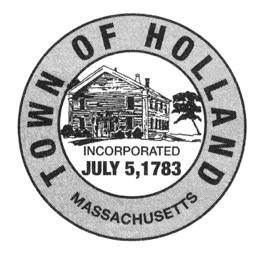 TOWN OF HOLLAND
INCORPORATED
JULY 5,1783
MASSACHUSETTS